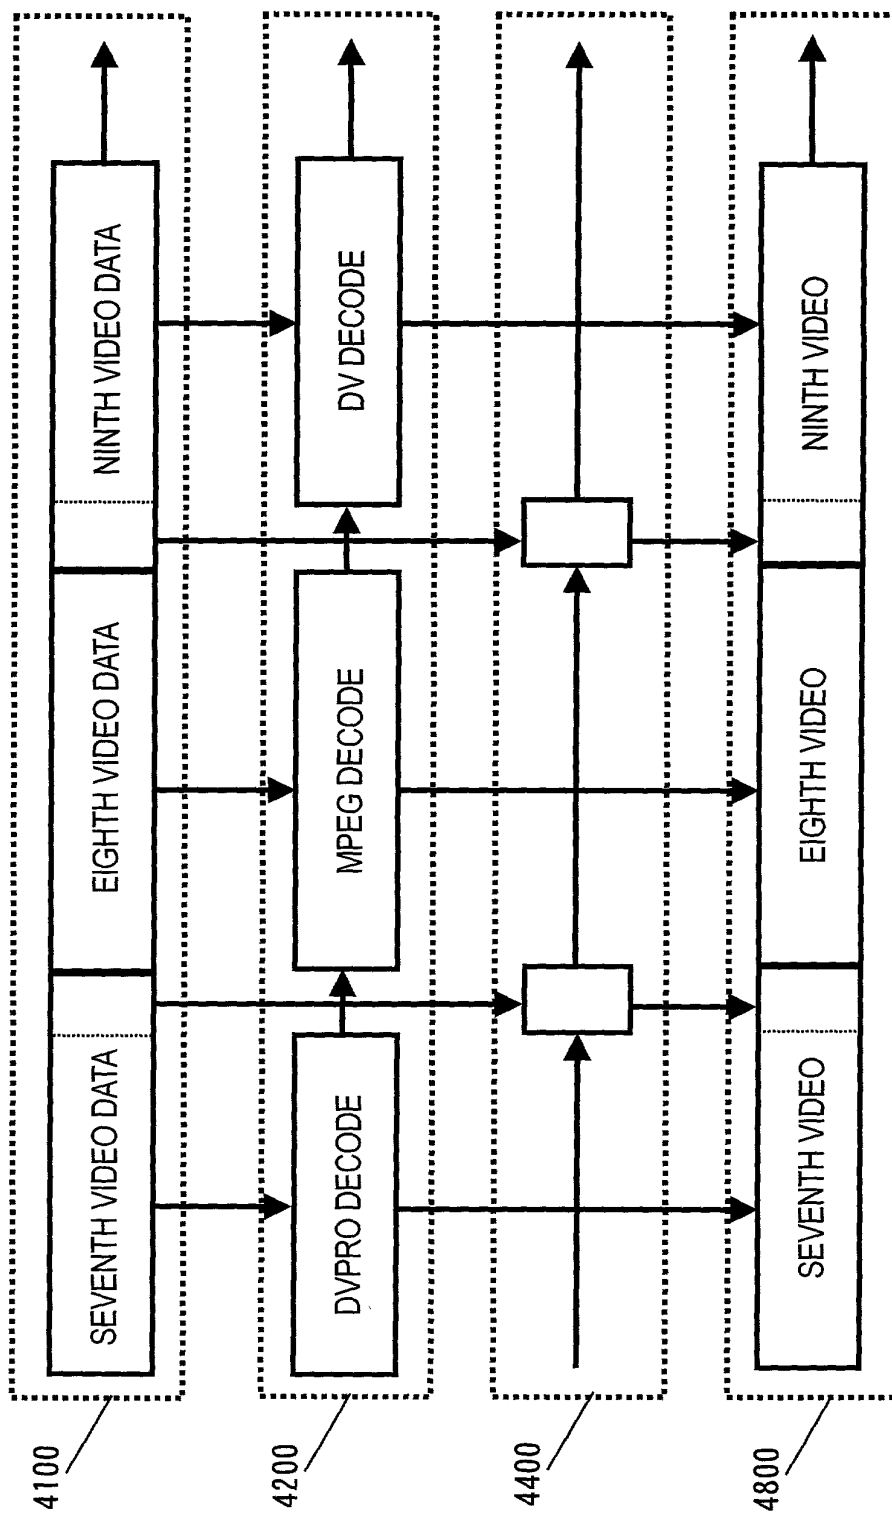 4100
SEVENTH VIDEO DATA
EIGHTH VIDEO DATA
NINTH VIDEO DATA
4200
DVPRO DECODE
MPEG DECODE
DV DECODE
4400
4800
SEVENTH VIDEO
EIGHTH VIDEO
NINTH VIDEO